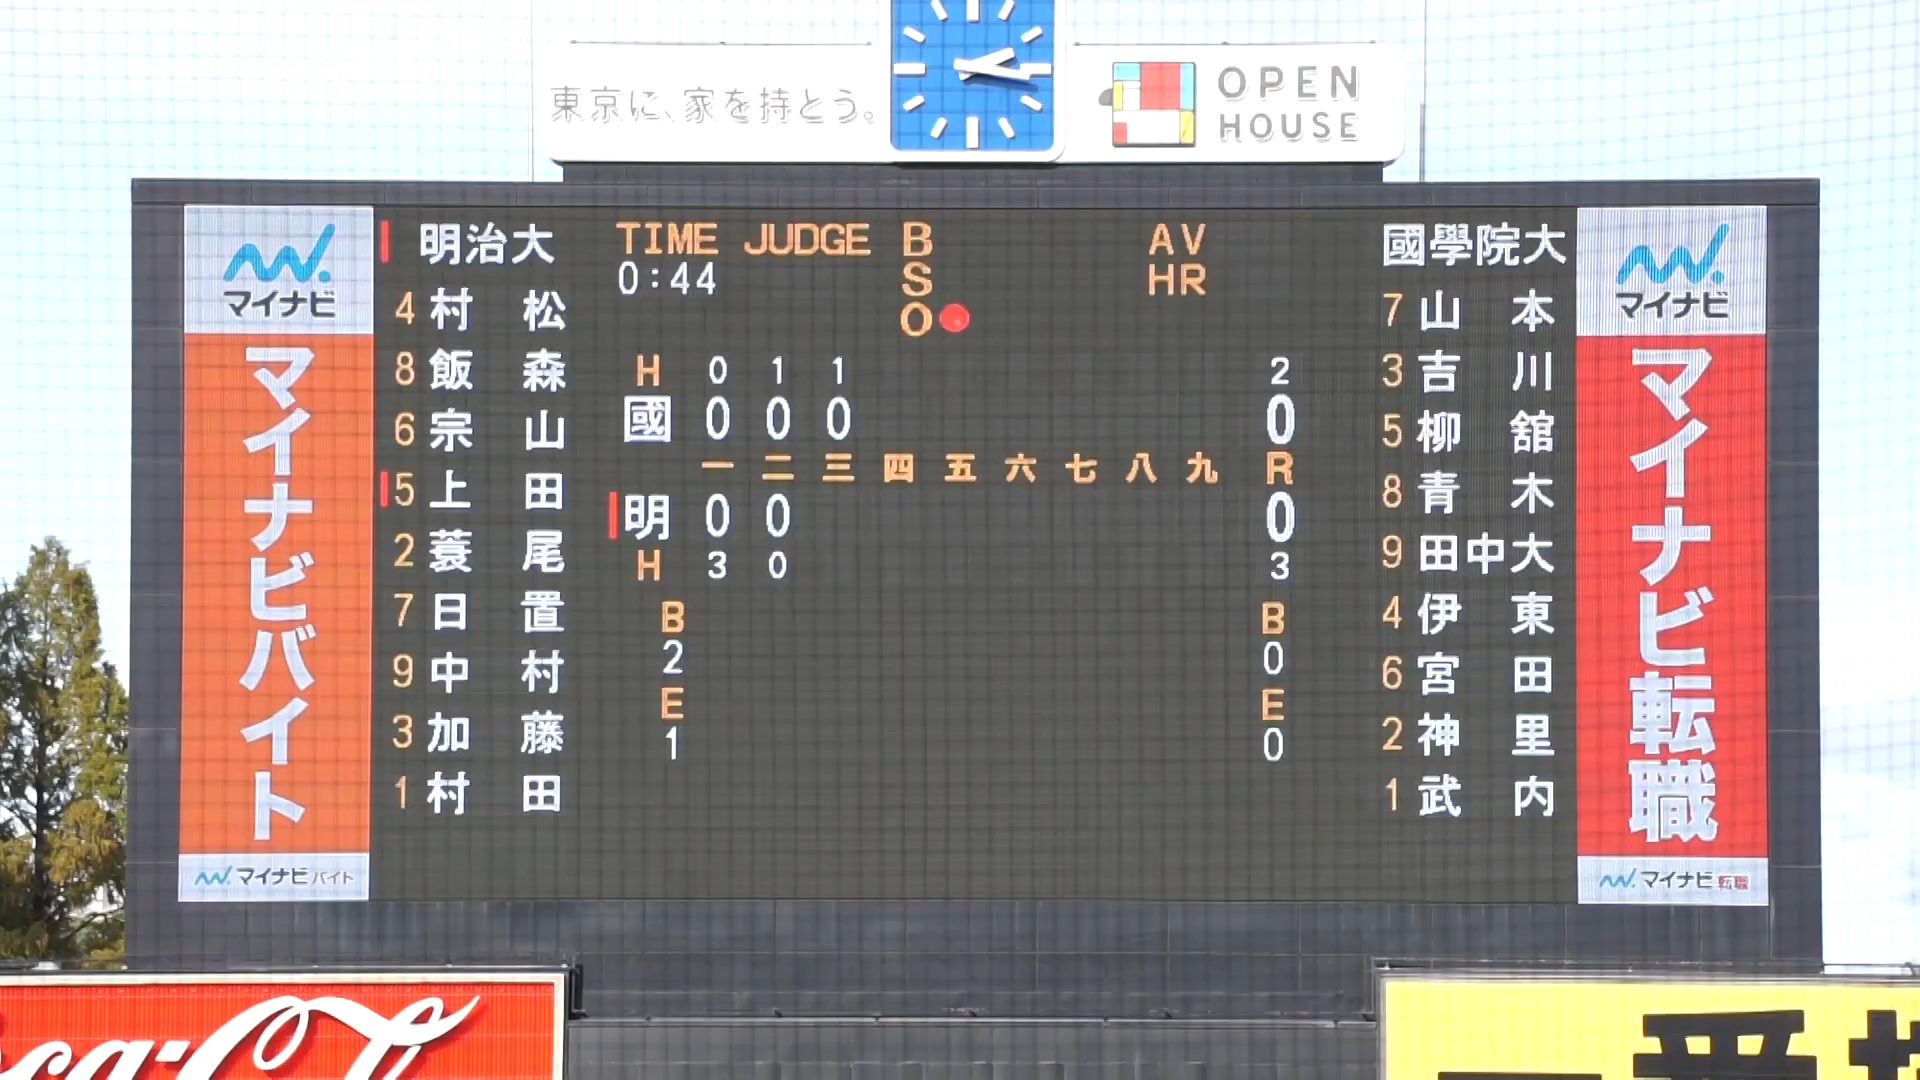 東京に、家を持とう。
OPEN
HOUSE
マイナビ
マイナビバイト
マイナビバイト
明治大
4 村松
8 飯森
6 宗山
5 上田
2 蓑尾
7 日置
9 中村
3 加藤
1 村田
TIME JUDGE B AV
0:44 S HR
O
H 0 1 1 2
國 0 0 0 0
一 二 三 四 五 六 七 八 九 R
明 0 0 0
H 3 0 3
B B
2 0
E E
1 0
國學院大
7 山本
3 吉川
5 柳舘
8 青木
9 田中大
4 伊東
6 宮田
2 神里
1 武内
マイナビ
マイナビ転職
マイナビ転職